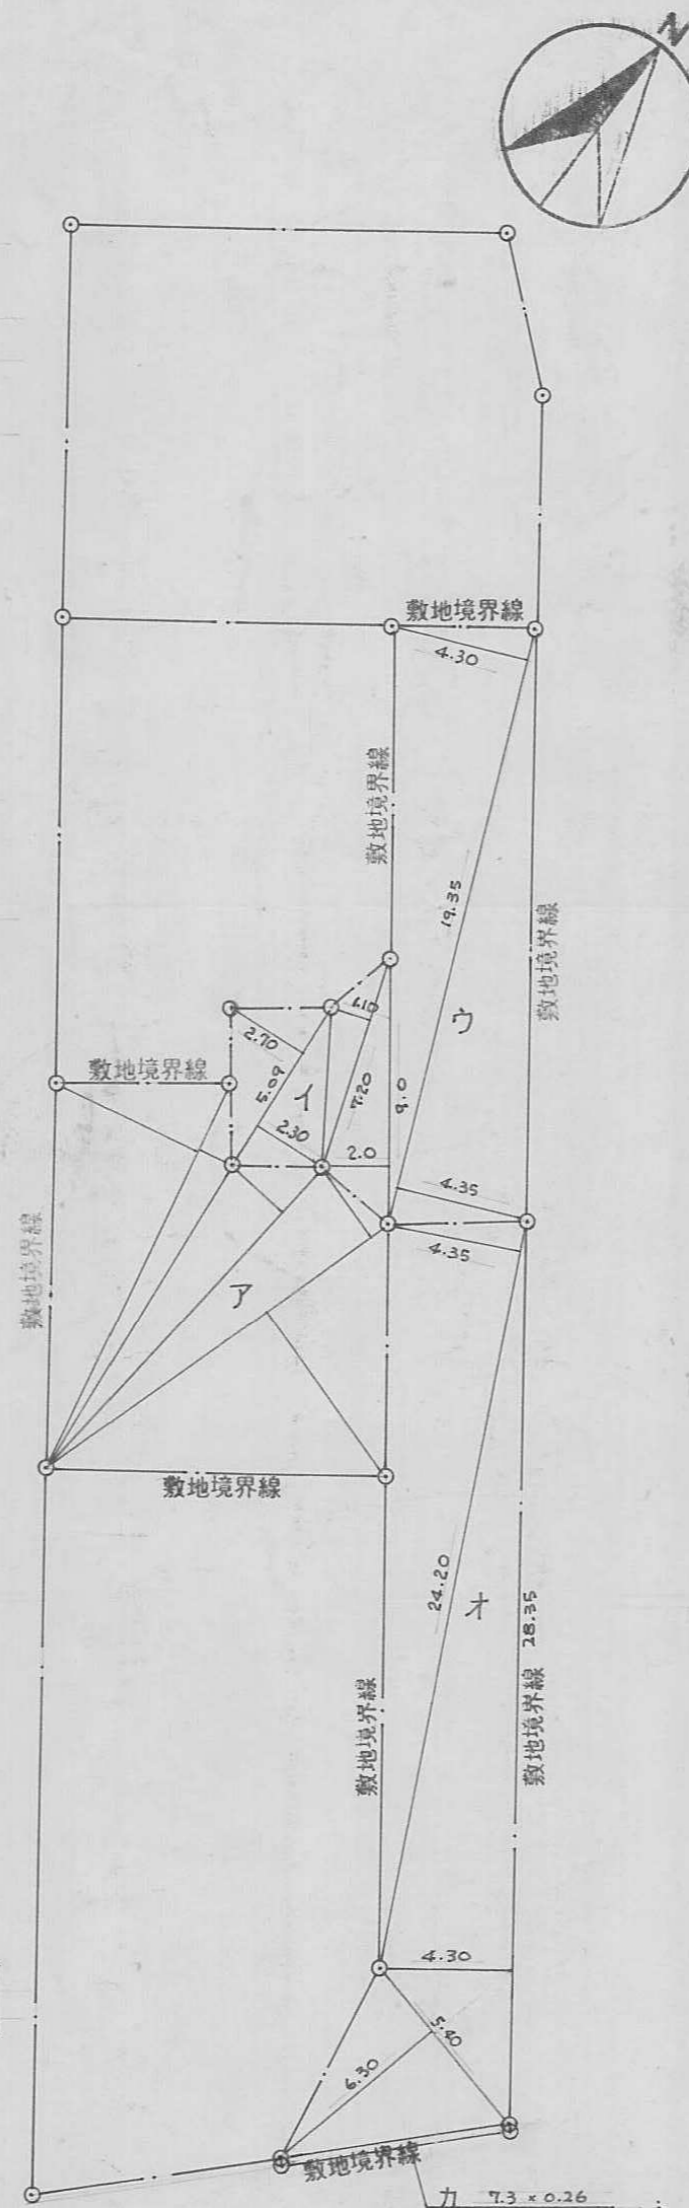 N
敷地境界線
4.30
敷地境界線
19.35
敷地境界線
ウ
1.10
2.70
5.09
イ
7.20
8.0
敷地境界線
2.30
2.0
4.35
4.35
敷地境界線
ア
敷地境界線
24.20
オ
敷地境界線 28.35
敷地境界線
4.30
5.40
6.30
敷地境界線
カ 7.3 × 0.26